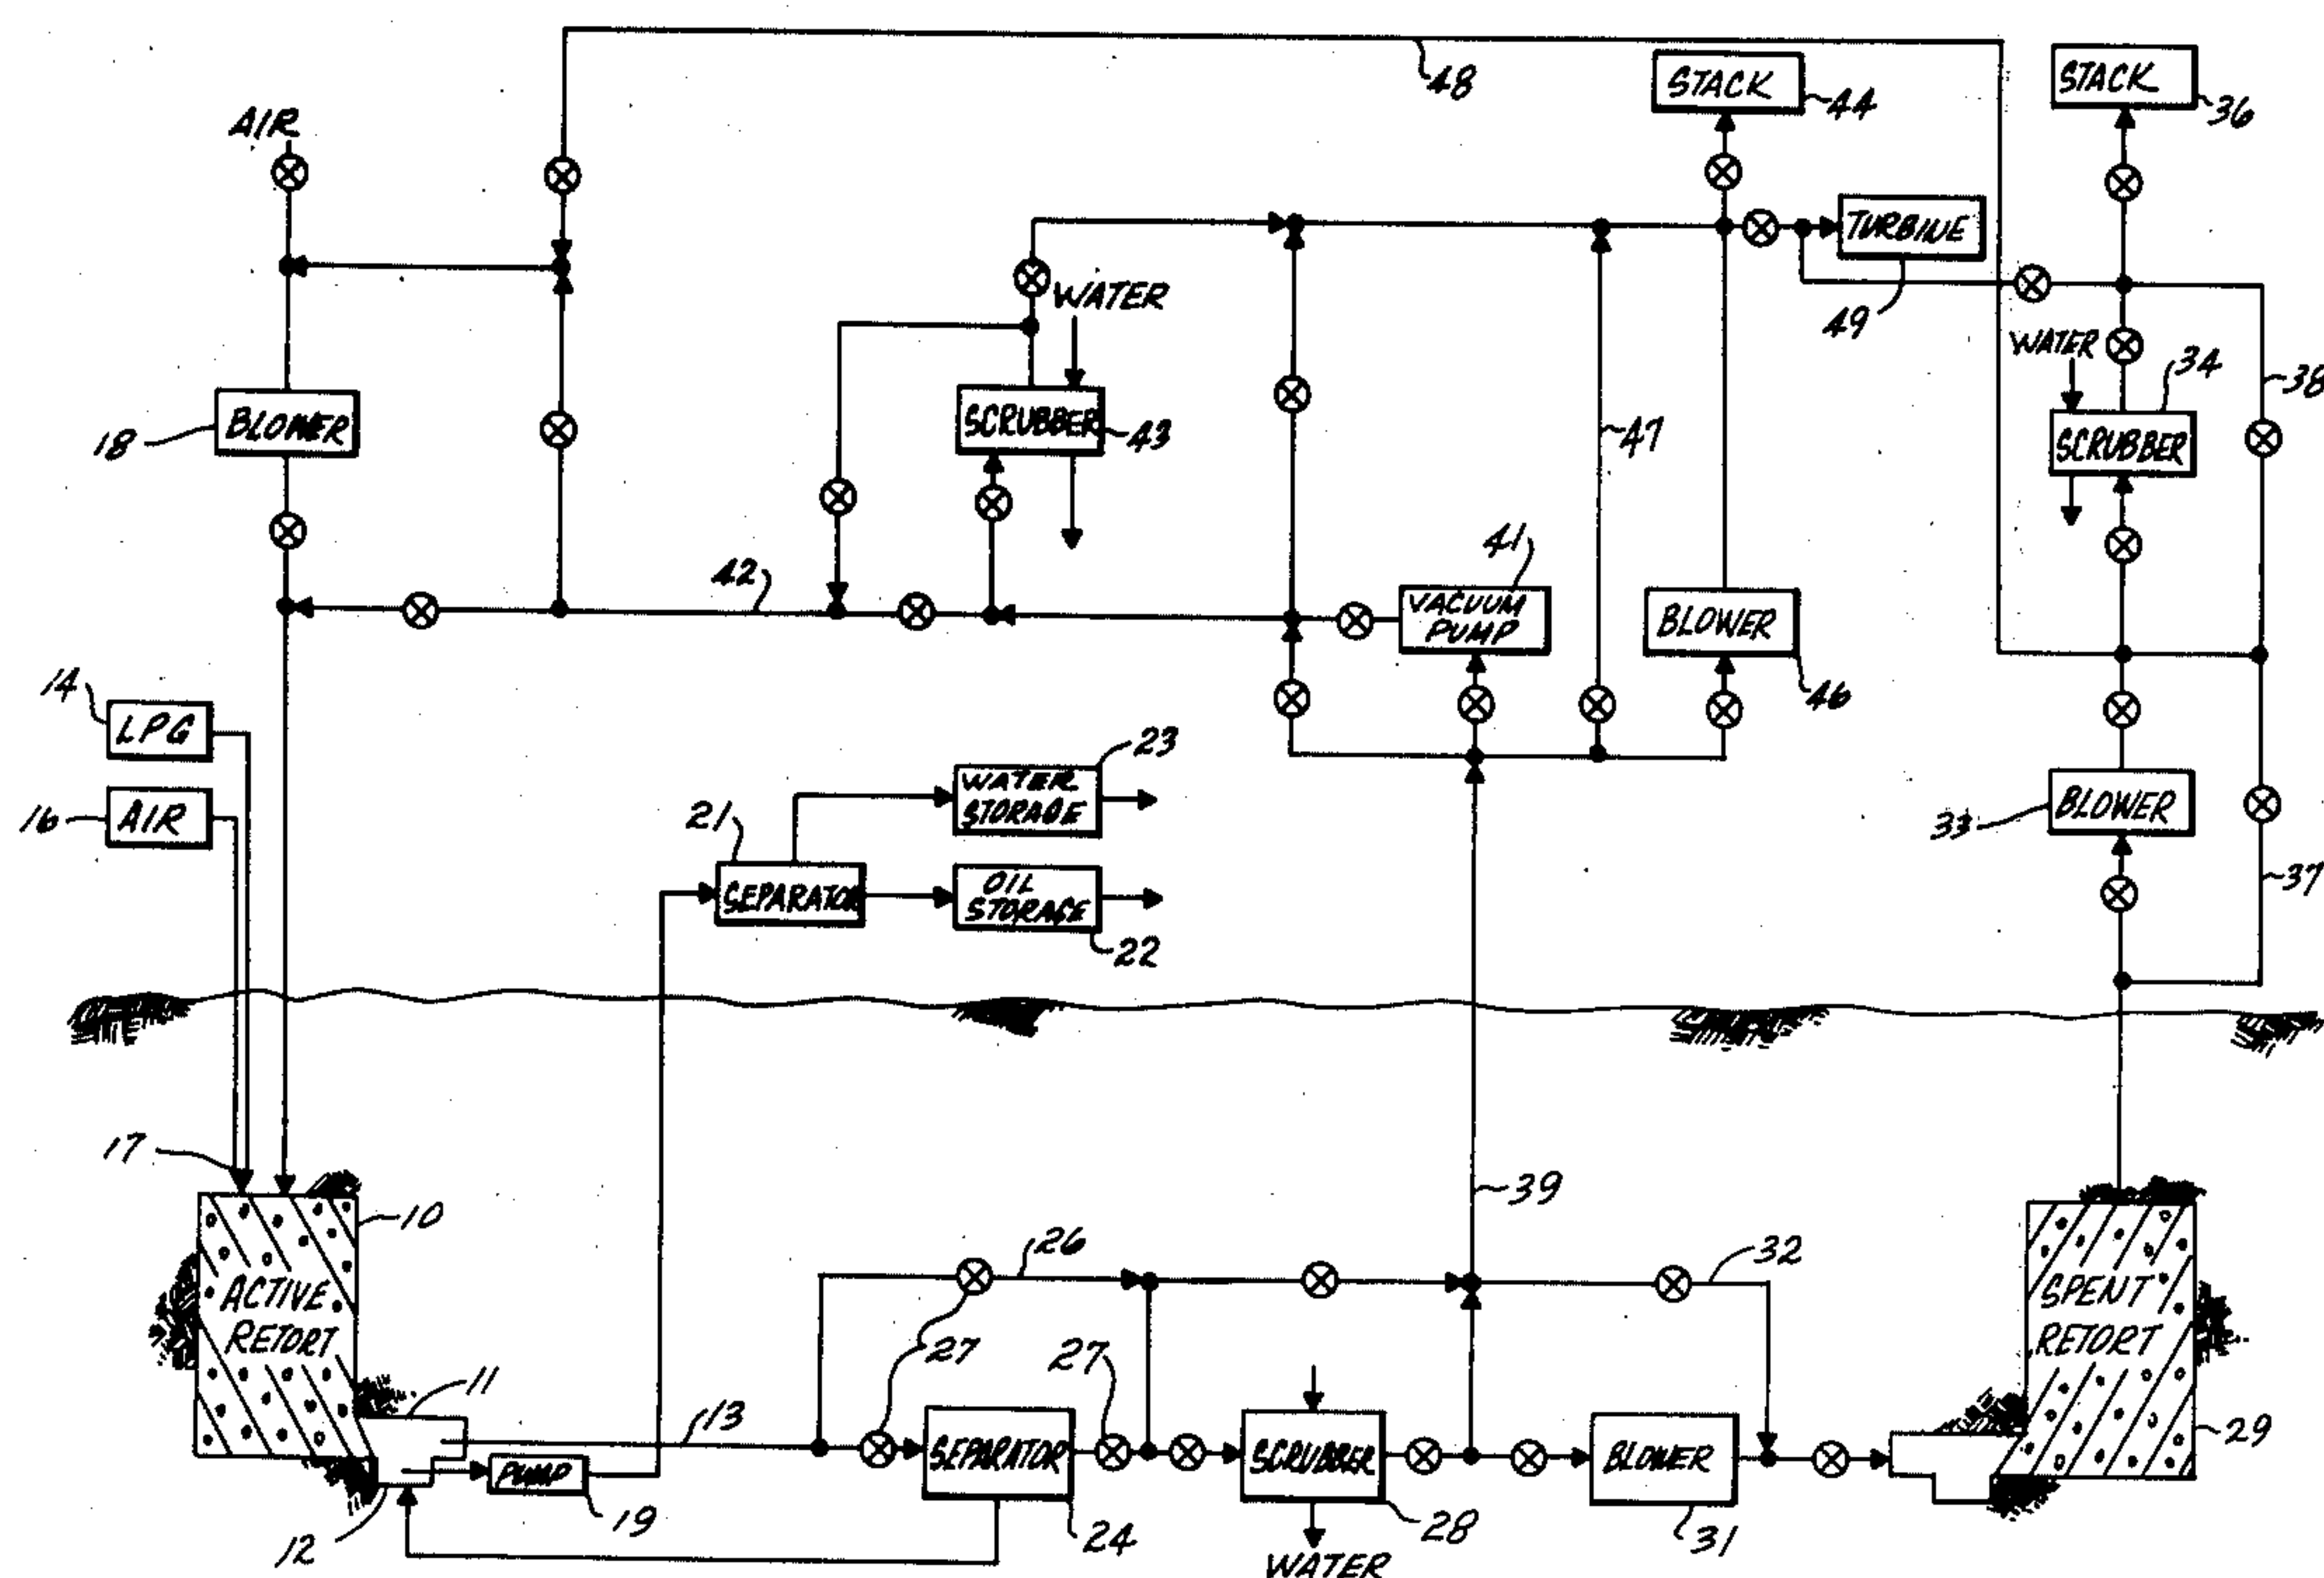 48
STACK
44
STACK
36
AIR
TURBINE
49
WATER
WATER
34
38
BLOWER
18
SCRUBBER
43
47
SCRUBBER
41
42
VACUUM
PUMP
BLOWER
46
14
LPG
23
WATER
STORAGE
BLOWER
33
16
AIR
21
SEPARATOR
OIL
STORAGE
22
37
17
10
39
26
32
ACTIVE
RETORT
SPENT
RETORT
27
27
11
13
SEPARATOR
SCRUBBER
BLOWER
29
PUMP
19
12
24
28
31
WATER